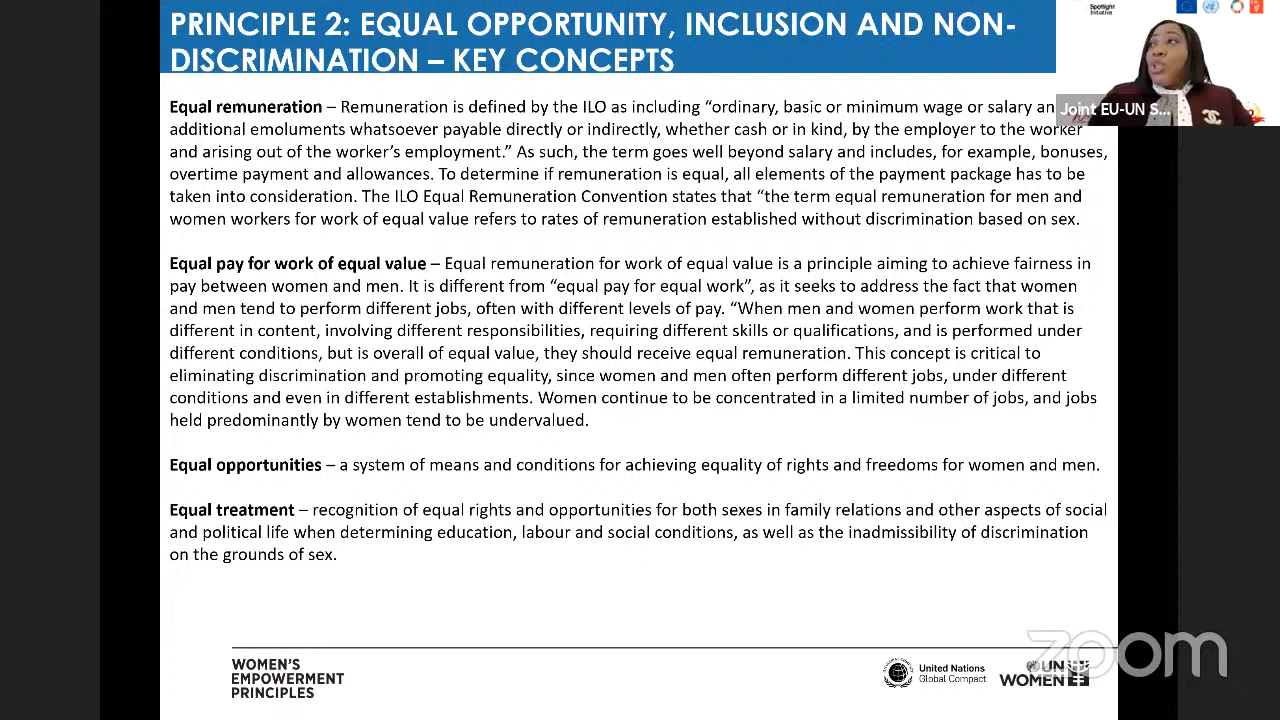 PRINCIPLE 2: EQUAL OPPORTUNITY, INCLUSION AND NON-
DISCRIMINATION – KEY CONCEPTS
Spotlight
Initiative
Joint EU-UN S...
Equal remuneration – Remuneration is defined by the ILO as including “ordinary, basic or minimum wage or salary an
additional emoluments whatsoever payable directly or indirectly, whether cash or in kind, by the employer to the worker
and arising out of the worker’s employment.” As such, the term goes well beyond salary and includes, for example, bonuses,
overtime payment and allowances. To determine if remuneration is equal, all elements of the payment package has to be
taken into consideration. The ILO Equal Remuneration Convention states that “the term equal remuneration for men and
women workers for work of equal value refers to rates of remuneration established without discrimination based on sex.
Equal pay for work of equal value – Equal remuneration for work of equal value is a principle aiming to achieve fairness in
pay between women and men. It is different from “equal pay for equal work”, as it seeks to address the fact that women
and men tend to perform different jobs, often with different levels of pay. “When men and women perform work that is
different in content, involving different responsibilities, requiring different skills or qualifications, and is performed under
different conditions, but is overall of equal value, they should receive equal remuneration. This concept is critical to
eliminating discrimination and promoting equality, since women and men often perform different jobs, under different
conditions and even in different establishments. Women continue to be concentrated in a limited number of jobs, and jobs
held predominantly by women tend to be undervalued.
Equal opportunities – a system of means and conditions for achieving equality of rights and freedoms for women and men.
Equal treatment – recognition of equal rights and opportunities for both sexes in family relations and other aspects of social
and political life when determining education, labour and social conditions, as well as the inadmissibility of discrimination
on the grounds of sex.
WOMEN’S
EMPOWERMENT
PRINCIPLES
United Nations
Global Compact
UN
WOMEN
zoom